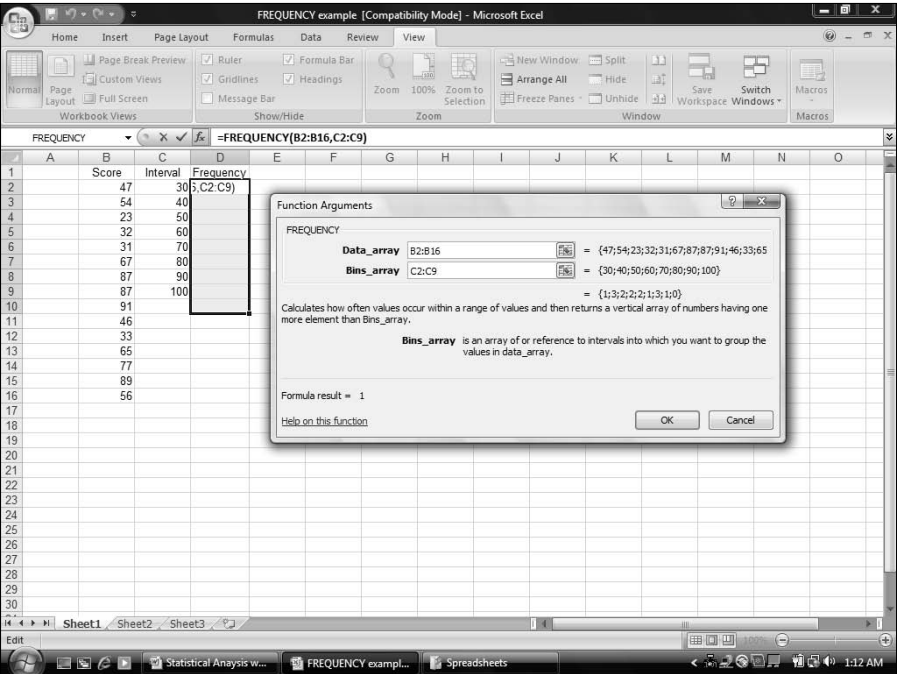 FREQUENCY example [Compatibility Mode] - Microsoft Excel
Home Insert Page Layout Formulas Data Review View
Normal Page Layout Page Break Preview Custom Views Full Screen
Ruler Gridlines Message Bar Formula Bar Headings
Zoom 100% Zoom to Selection
New Window Arrange All Freeze Panes Split Hide Unhide
Save Workspace Switch Windows Macros
Workbook Views Show/Hide Zoom Window Macros
FREQUENCY fx =FREQUENCY(B2:B16,C2:C9)
A B C D E F G H I J K L M N O
1 Score Interval Frequency
2 47 30 6,C2:C9)
3 54 40
4 23 50
5 32 60
6 31 70
7 67 80
8 87 90
9 87 100
10 91
11 46
12 33
13 65
14 77
15 89
16 56
17
18
19
20
21
22
23
24
25
26
27
28
29
30
Function Arguments
FREQUENCY
Data_array B2:B16 = {47;54;23;32;31;67;87;87;91;46;33;65
Bins_array C2:C9 = {30;40;50;60;70;80;90;100}
= {1;3;2;2;2;1;3;1;0}
Calculates how often values occur within a range of values and then returns a vertical array of numbers having one
more element than Bins_array.
Bins_array is an array of or reference to intervals into which you want to group the
values in data_array.
Formula result = 1
Help on this function
OK Cancel
Sheet1 Sheet2 Sheet3
Edit 100%
Statistical Anaysis w... FREQUENCY exampl... Spreadsheets 1:12 AM